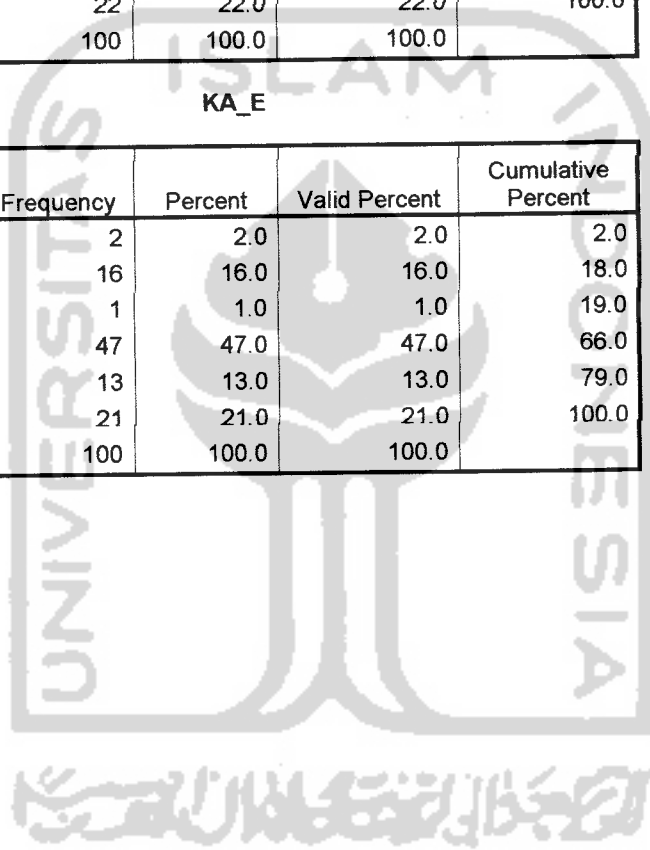 22 22.0 22.0 100.0
100 100.0 100.0
ISLAM
KA_E
Frequency Percent Valid Percent Cumulative Percent
2 2.0 2.0 2.0
16 16.0 16.0 18.0
1 1.0 1.0 19.0
47 47.0 47.0 66.0
13 13.0 13.0 79.0
21 21.0 21.0 100.0
100 100.0 100.0
UNIVERSITAS
INDONESIA